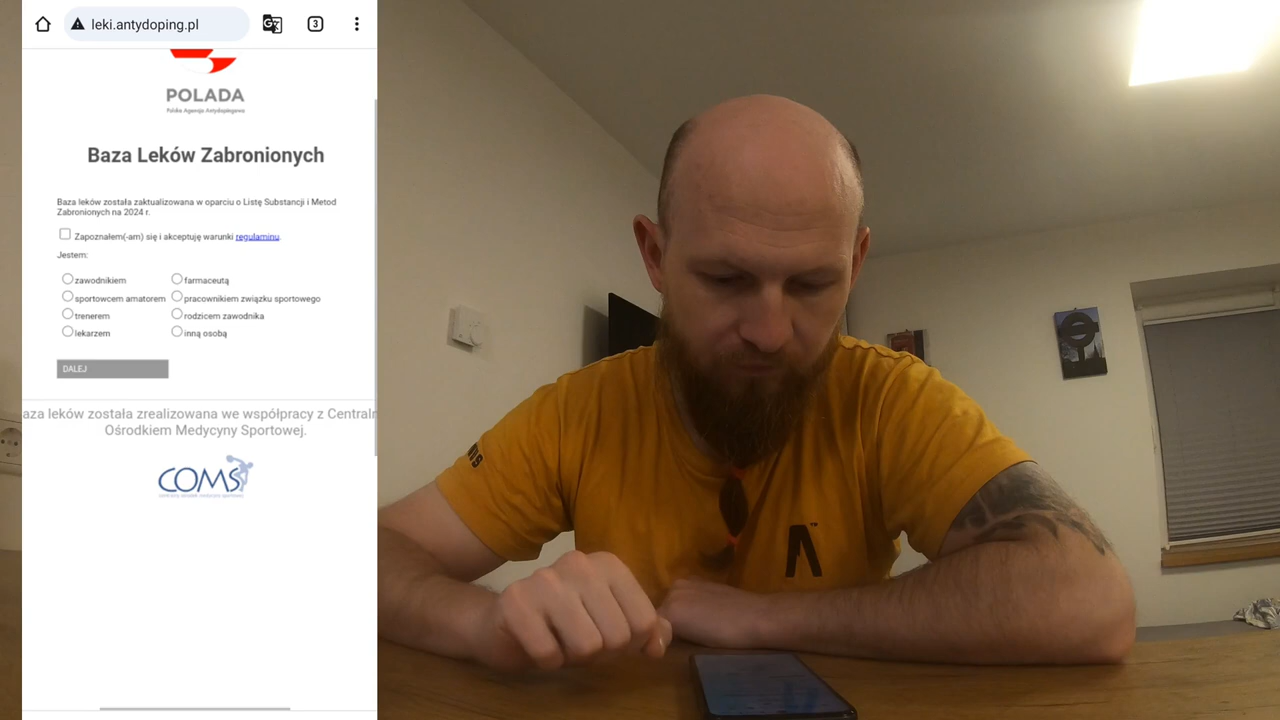 leki.antydoping.pl
3
POLADA
Polska Agencja Antydopingowa
Baza Leków Zabronionych
Baza leków została zaktualizowana w oparciu o Listę Substancji i Metod
Zabronionych na 2024 r.
Zapoznałem(-am) się i akceptuję warunki regulaminu.
Jestem:
zawodnikiem
farmaceutą
sportowcem amatorem
pracownikiem związku sportowego
trenerem
rodzicem zawodnika
lekarzem
inną osobą
DALEJ
aza leków została zrealizowana we współpracy z Centraln
Ośrodkiem Medycyny Sportowej.
COMS